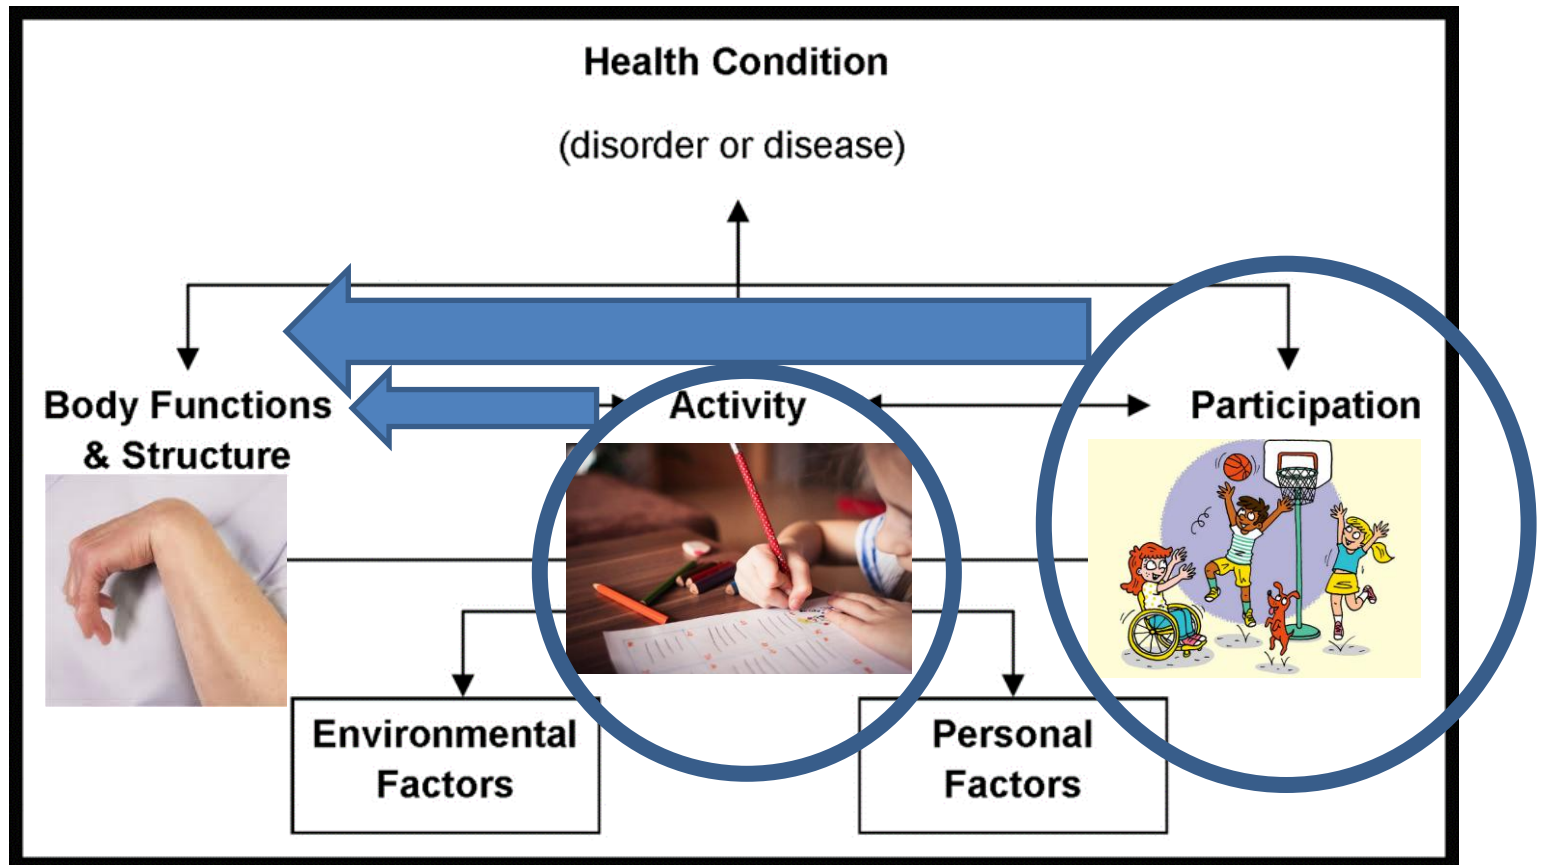 Health Condition
(disorder or disease)
Body Functions
& Structure
Activity
Participation
Environmental
Factors
Personal
Factors